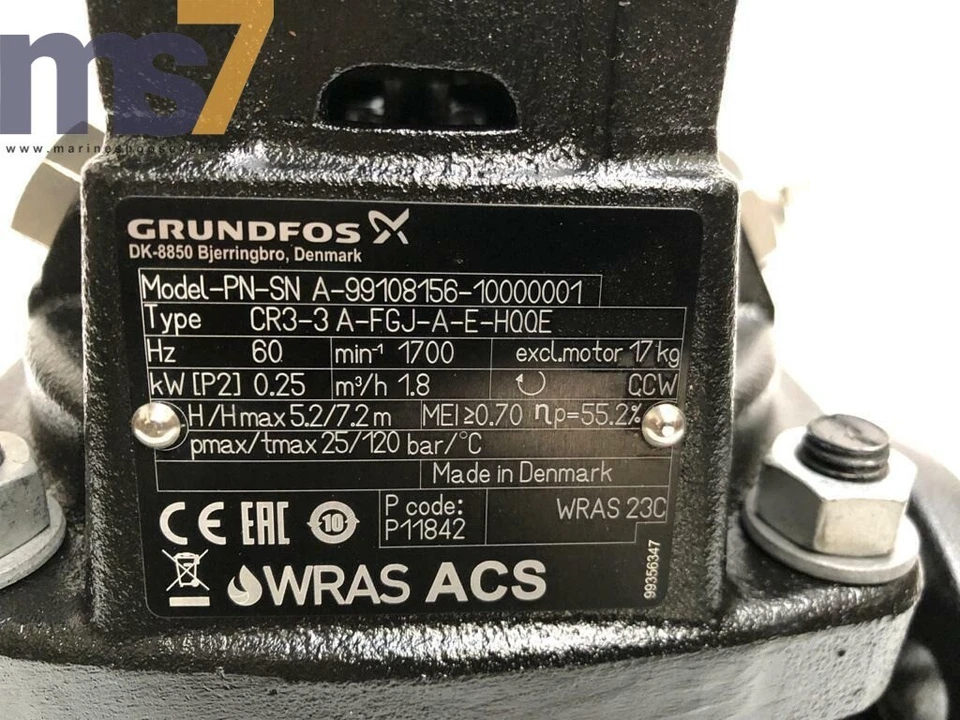 ms7
www.marineshopseven.com
GRUNDFOS
DK-8850 Bjerringbro, Denmark
Model-PN-SN A-99108156-10000001
Type CR3-3 A-FGJ-A-E-HQQE
Hz 60 min⁻¹ 1700 excl.motor 17 kg
kW [P2] 0.25 m³/h 1.8 CCW
H/Hmax 5.2/7.2 m MEI ≥0.70 ηp=55.2%
pmax/tmax 25/120 bar/°C
Made in Denmark
CE EAC 10 P code: WRAS 23C
P11842
WRAS ACS
99356347